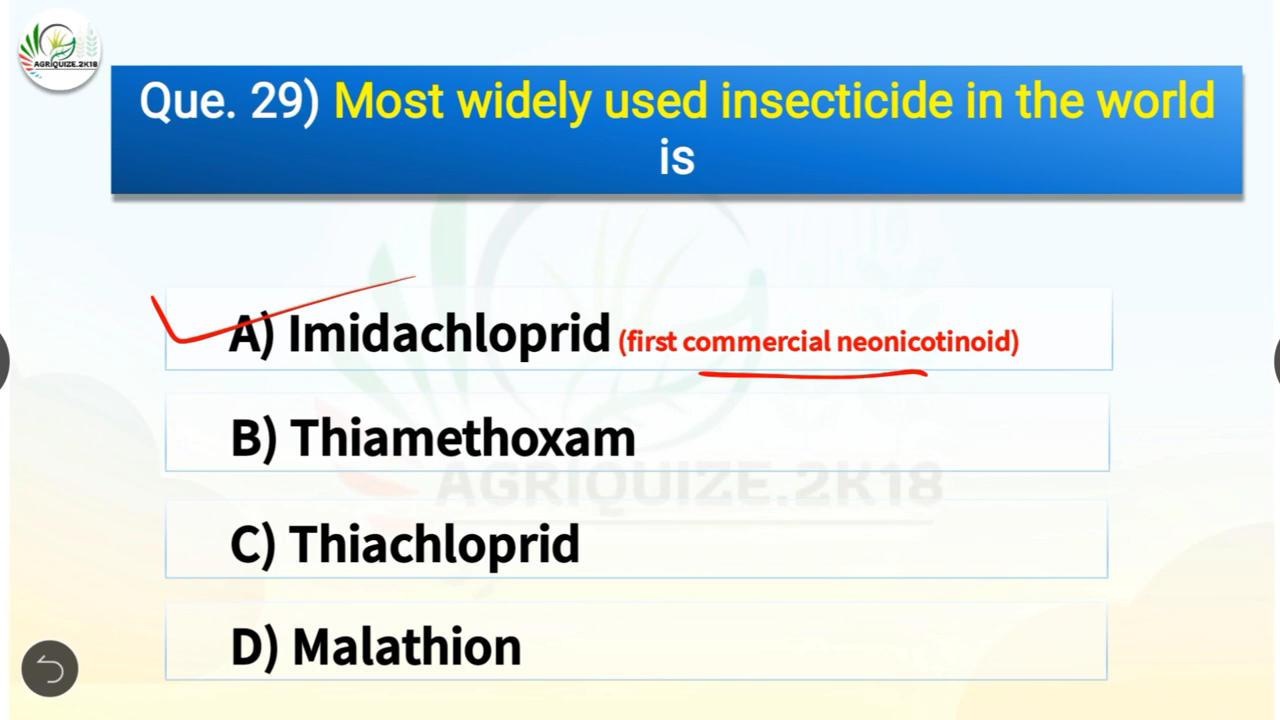 AGRIQUIZE.2K18
Que. 29) Most widely used insecticide in the world
is
A) Imidachloprid (first commercial neonicotinoid)
B) Thiamethoxam
AGRIQUIZE.2K18
C) Thiachloprid
D) Malathion